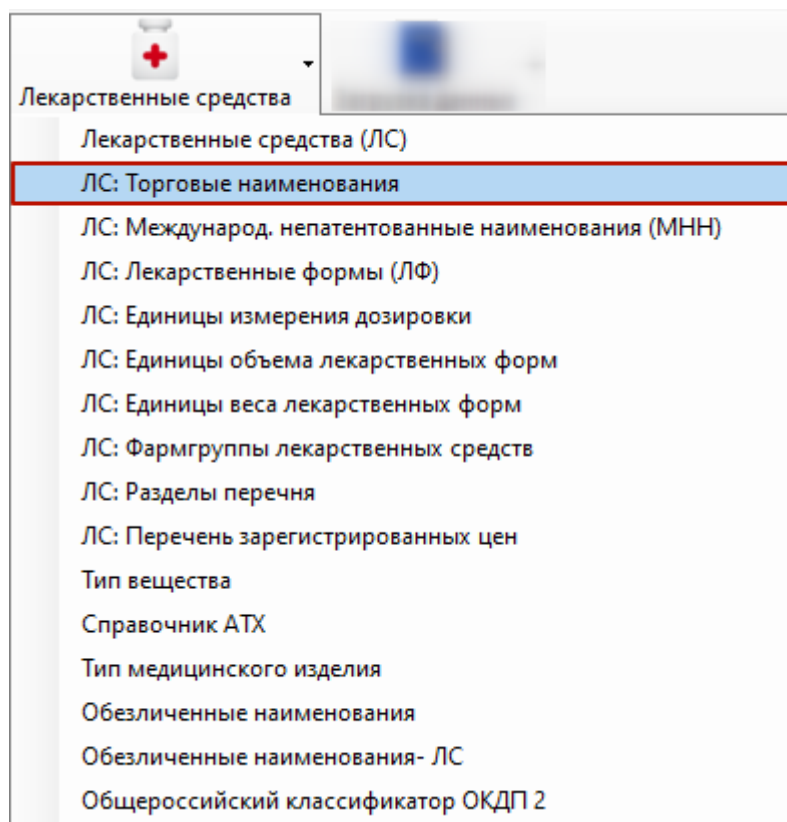 Лекарственные средства
Лекарственные средства (ЛС)
ЛС: Торговые наименования
ЛС: Международ. непатентованные наименования (МНН)
ЛС: Лекарственные формы (ЛФ)
ЛС: Единицы измерения дозировки
ЛС: Единицы объема лекарственных форм
ЛС: Единицы веса лекарственных форм
ЛС: Фармгруппы лекарственных средств
ЛС: Разделы перечня
ЛС: Перечень зарегистрированных цен
Тип вещества
Справочник АТХ
Тип медицинского изделия
Обезличенные наименования
Обезличенные наименования- ЛС
Общероссийский классификатор ОКДП 2